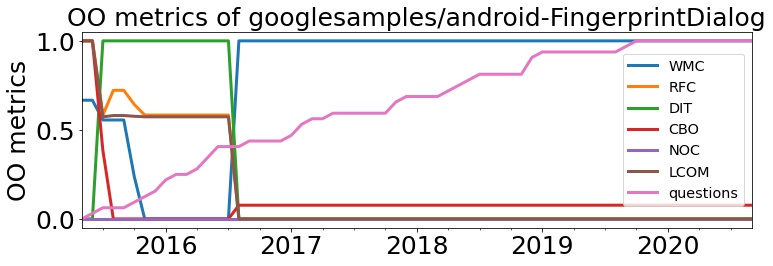 OO metrics of googlesamples/android-FingerprintDialog
OO metrics
1.0
0.5
0.0
2016
2017
2018
2019
2020
WMC
RFC
DIT
CBO
NOC
LCOM
questions